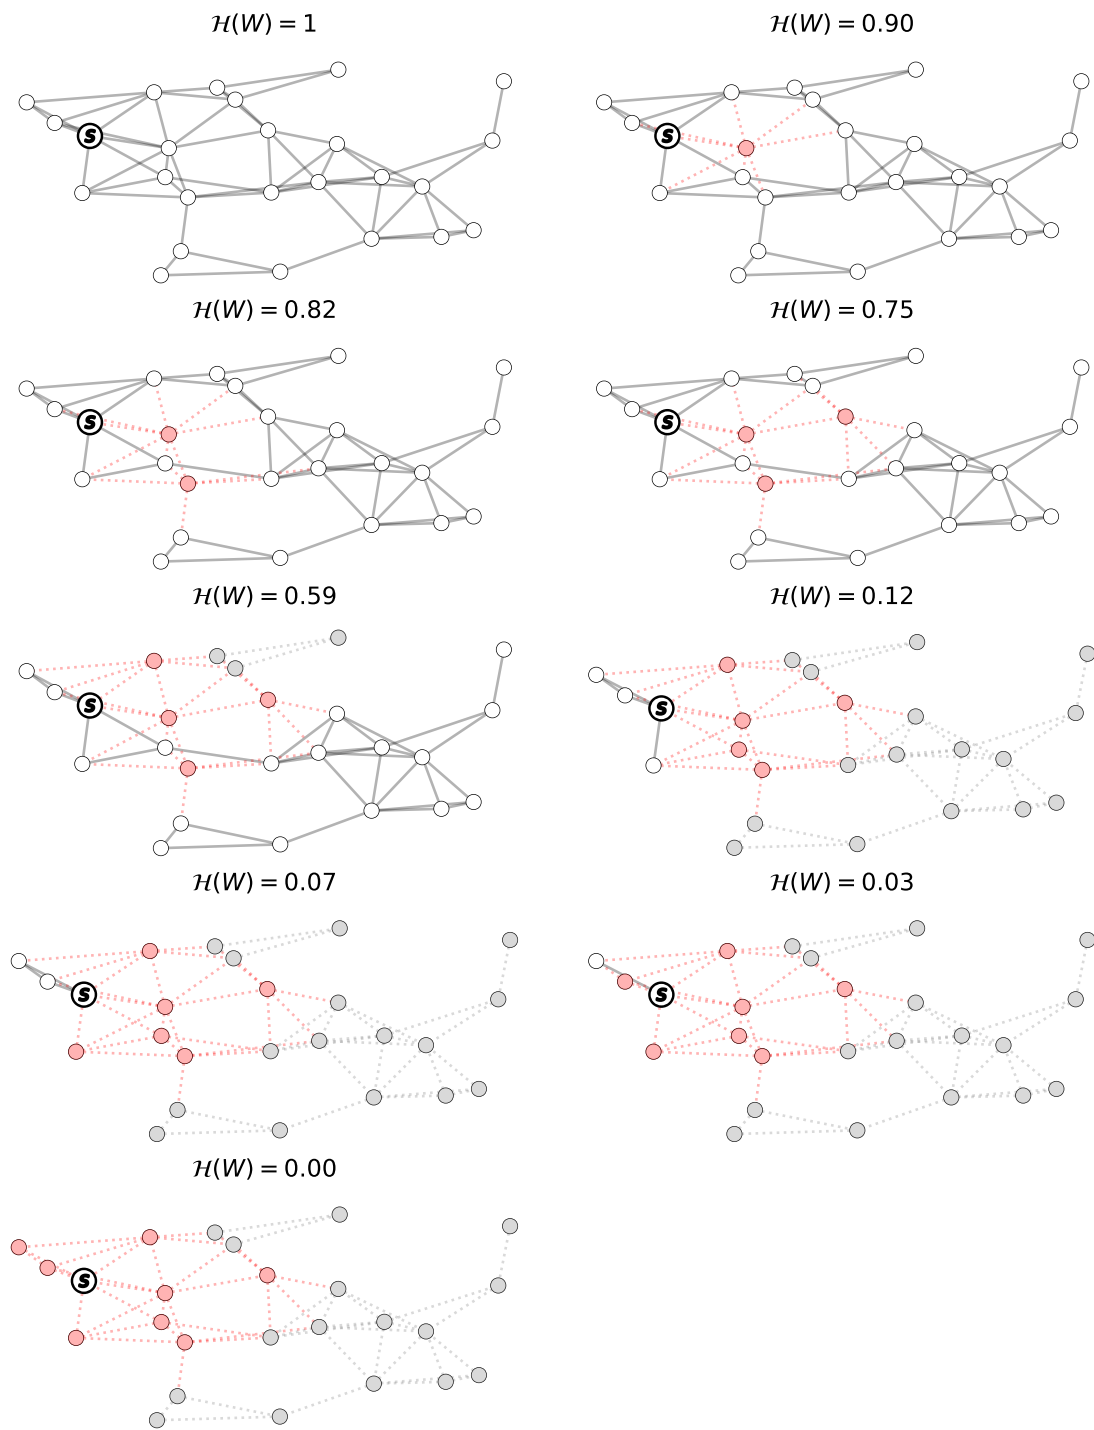 ℋ(W) = 1
ℋ(W) = 0.90
S
S
ℋ(W) = 0.82
ℋ(W) = 0.75
S
S
ℋ(W) = 0.59
ℋ(W) = 0.12
S
S
ℋ(W) = 0.07
ℋ(W) = 0.03
S
S
ℋ(W) = 0.00
S